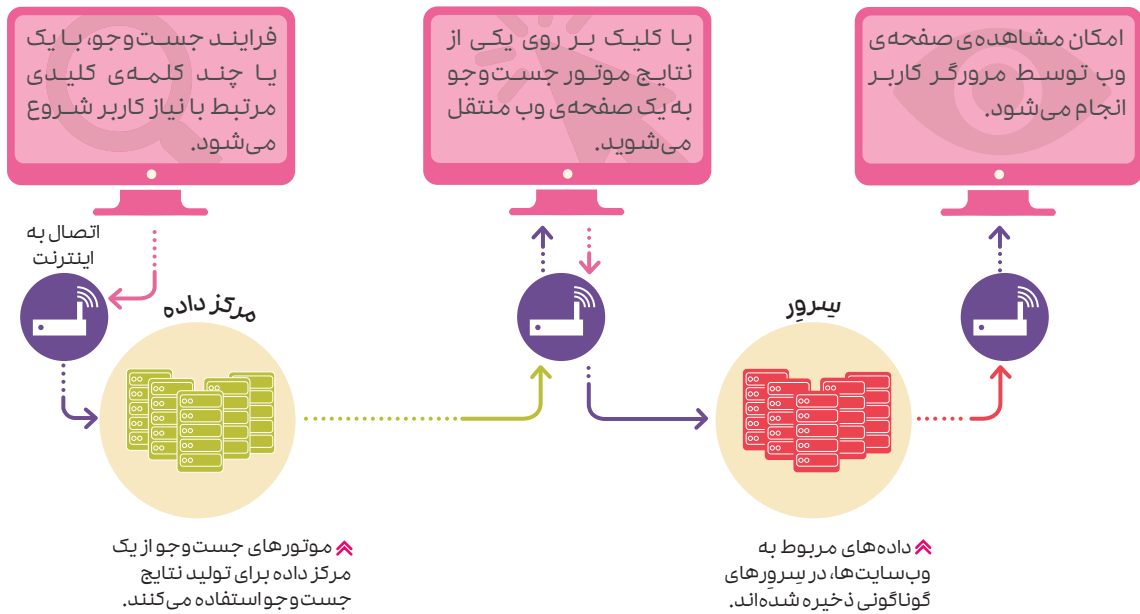 فرایند جست‌وجو، با یک
یا چند کلمه‌ی کلیدی
مرتبط با نیاز کاربر شروع
می‌شود.
با کلیک بر روی یکی از
نتایج موتور جست‌وجو
به یک صفحه‌ی وب منتقل
می‌شوید.
امکان مشاهده‌ی صفحه‌ی
وب توسط مرورگر کاربر
انجام می‌شود.
اتصال به
اینترنت
مرکز داده
سِروِر
موتورهای جست‌وجو از یک
مرکز داده برای تولید نتایج
جست‌وجو استفاده می‌کنند.
داده‌های مربوط به
وب‌سایت‌ها، در سِروِرهای
گوناگونی ذخیره شده‌اند.